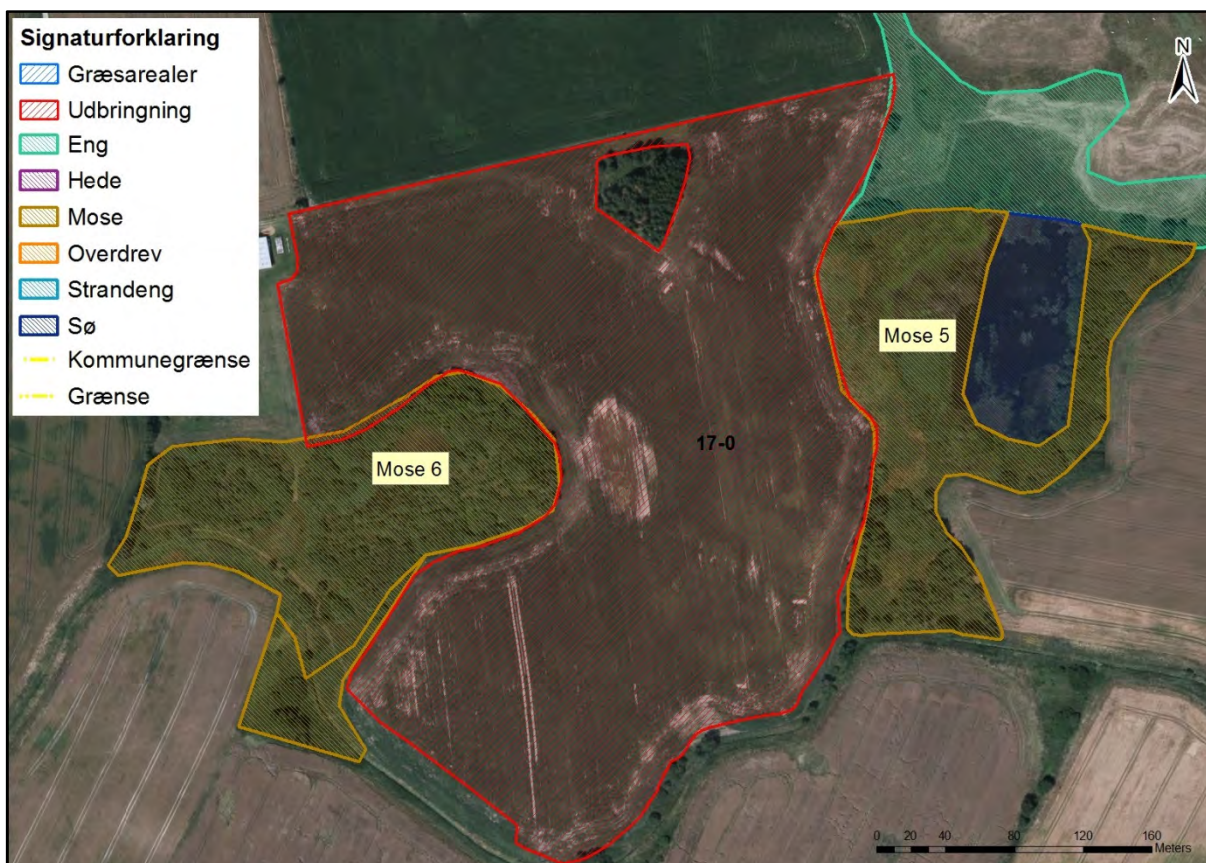 Signaturforklaring
Græsarealer
Udbringning
Eng
Hede
Mose
Overdrev
Strandeng
Sø
Kommunegrænse
Grænse
N
Mose 5
17-0
Mose 6
0 20 40 80 120 160
Meters